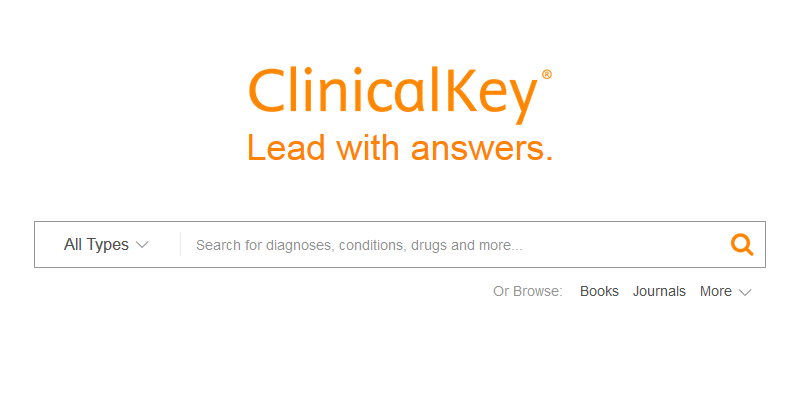 ClinicalKey®
Lead with answers.
All Types Search for diagnoses, conditions, drugs and more...
Or Browse: Books Journals More